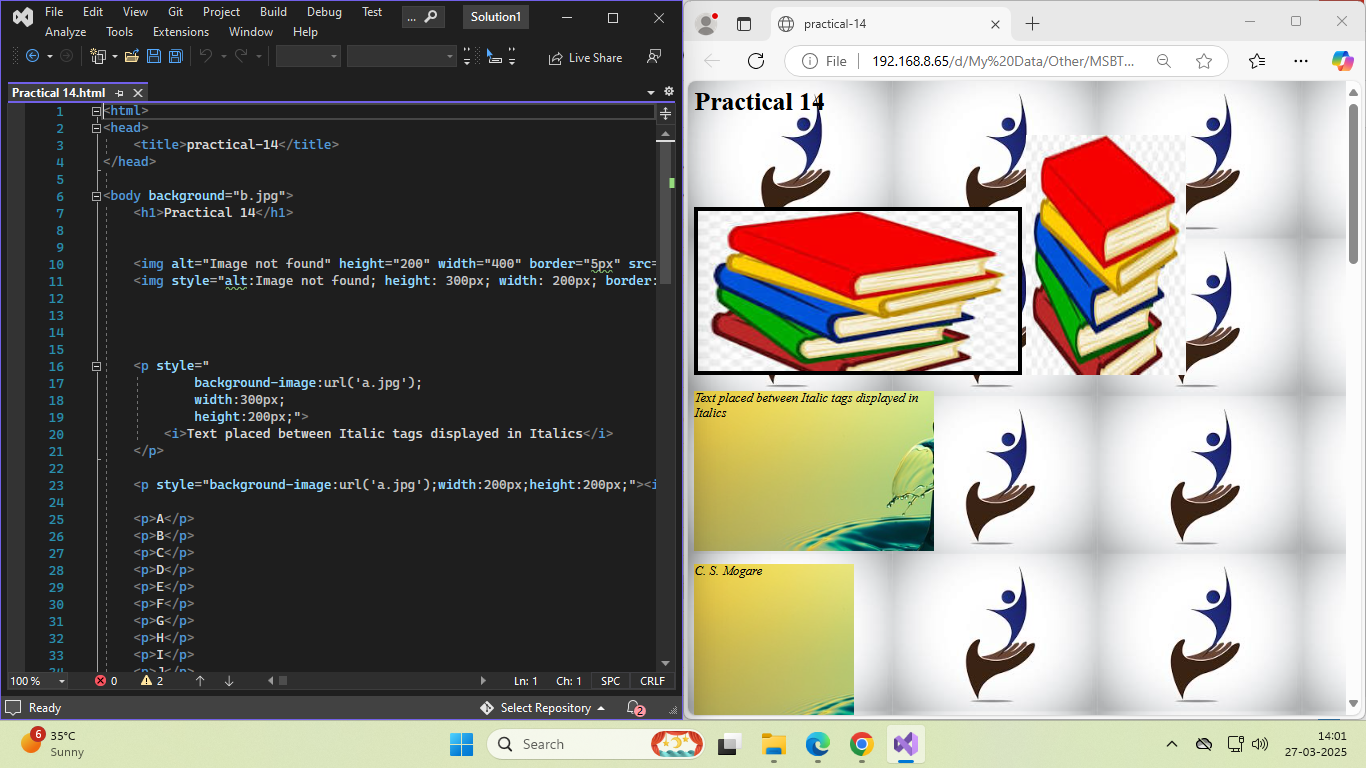 File Edit View Git Project Build Debug Test ... Solution1
Analyze Tools Extensions Window Help
Live Share
Practical 14.html
1 <html>
2 <head>
3 <title>practical-14</title>
4 </head>
5
6 <body background="b.jpg">
7 <h1>Practical 14</h1>
8
9
10 <img alt="Image not found" height="200" width="400" border="5px" src=
11 <img style="alt:Image not found; height: 300px; width: 200px; border:
12
13
14
15
16 <p style="
17 background-image:url('a.jpg');
18 width:300px;
19 height:200px;">
20 <i>Text placed between Italic tags displayed in Italics</i>
21 </p>
22
23 <p style="background-image:url('a.jpg');width:200px;height:200px;"><i
24
25 <p>A</p>
26 <p>B</p>
27 <p>C</p>
28 <p>D</p>
29 <p>E</p>
30 <p>F</p>
31 <p>G</p>
32 <p>H</p>
33 <p>I</p>
100 % 0 2 Ln: 1 Ch: 1 SPC CRLF
Ready Select Repository 2
practical-14
File 192.168.8.65/d/My%20Data/Other/MSBT...
Practical 14
Text placed between Italic tags displayed in
Italics
C. S. Mogare
6 35°C
Sunny
Search
14:01
27-03-2025